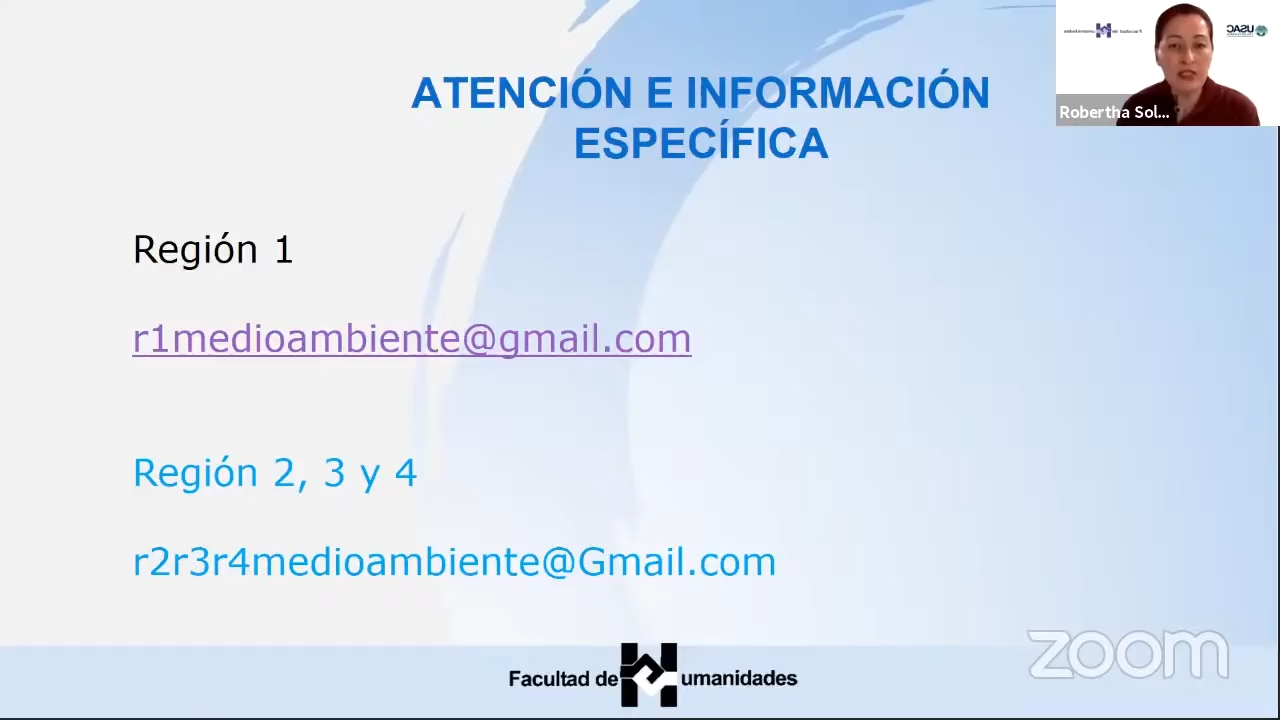 ATENCIÓN E INFORMACIÓN
ESPECÍFICA
Robertha Sol...
Región 1
r1medioambiente@gmail.com
Región 2, 3 y 4
r2r3r4medioambiente@Gmail.com
Facultad de Humanidades
zoom
USAC